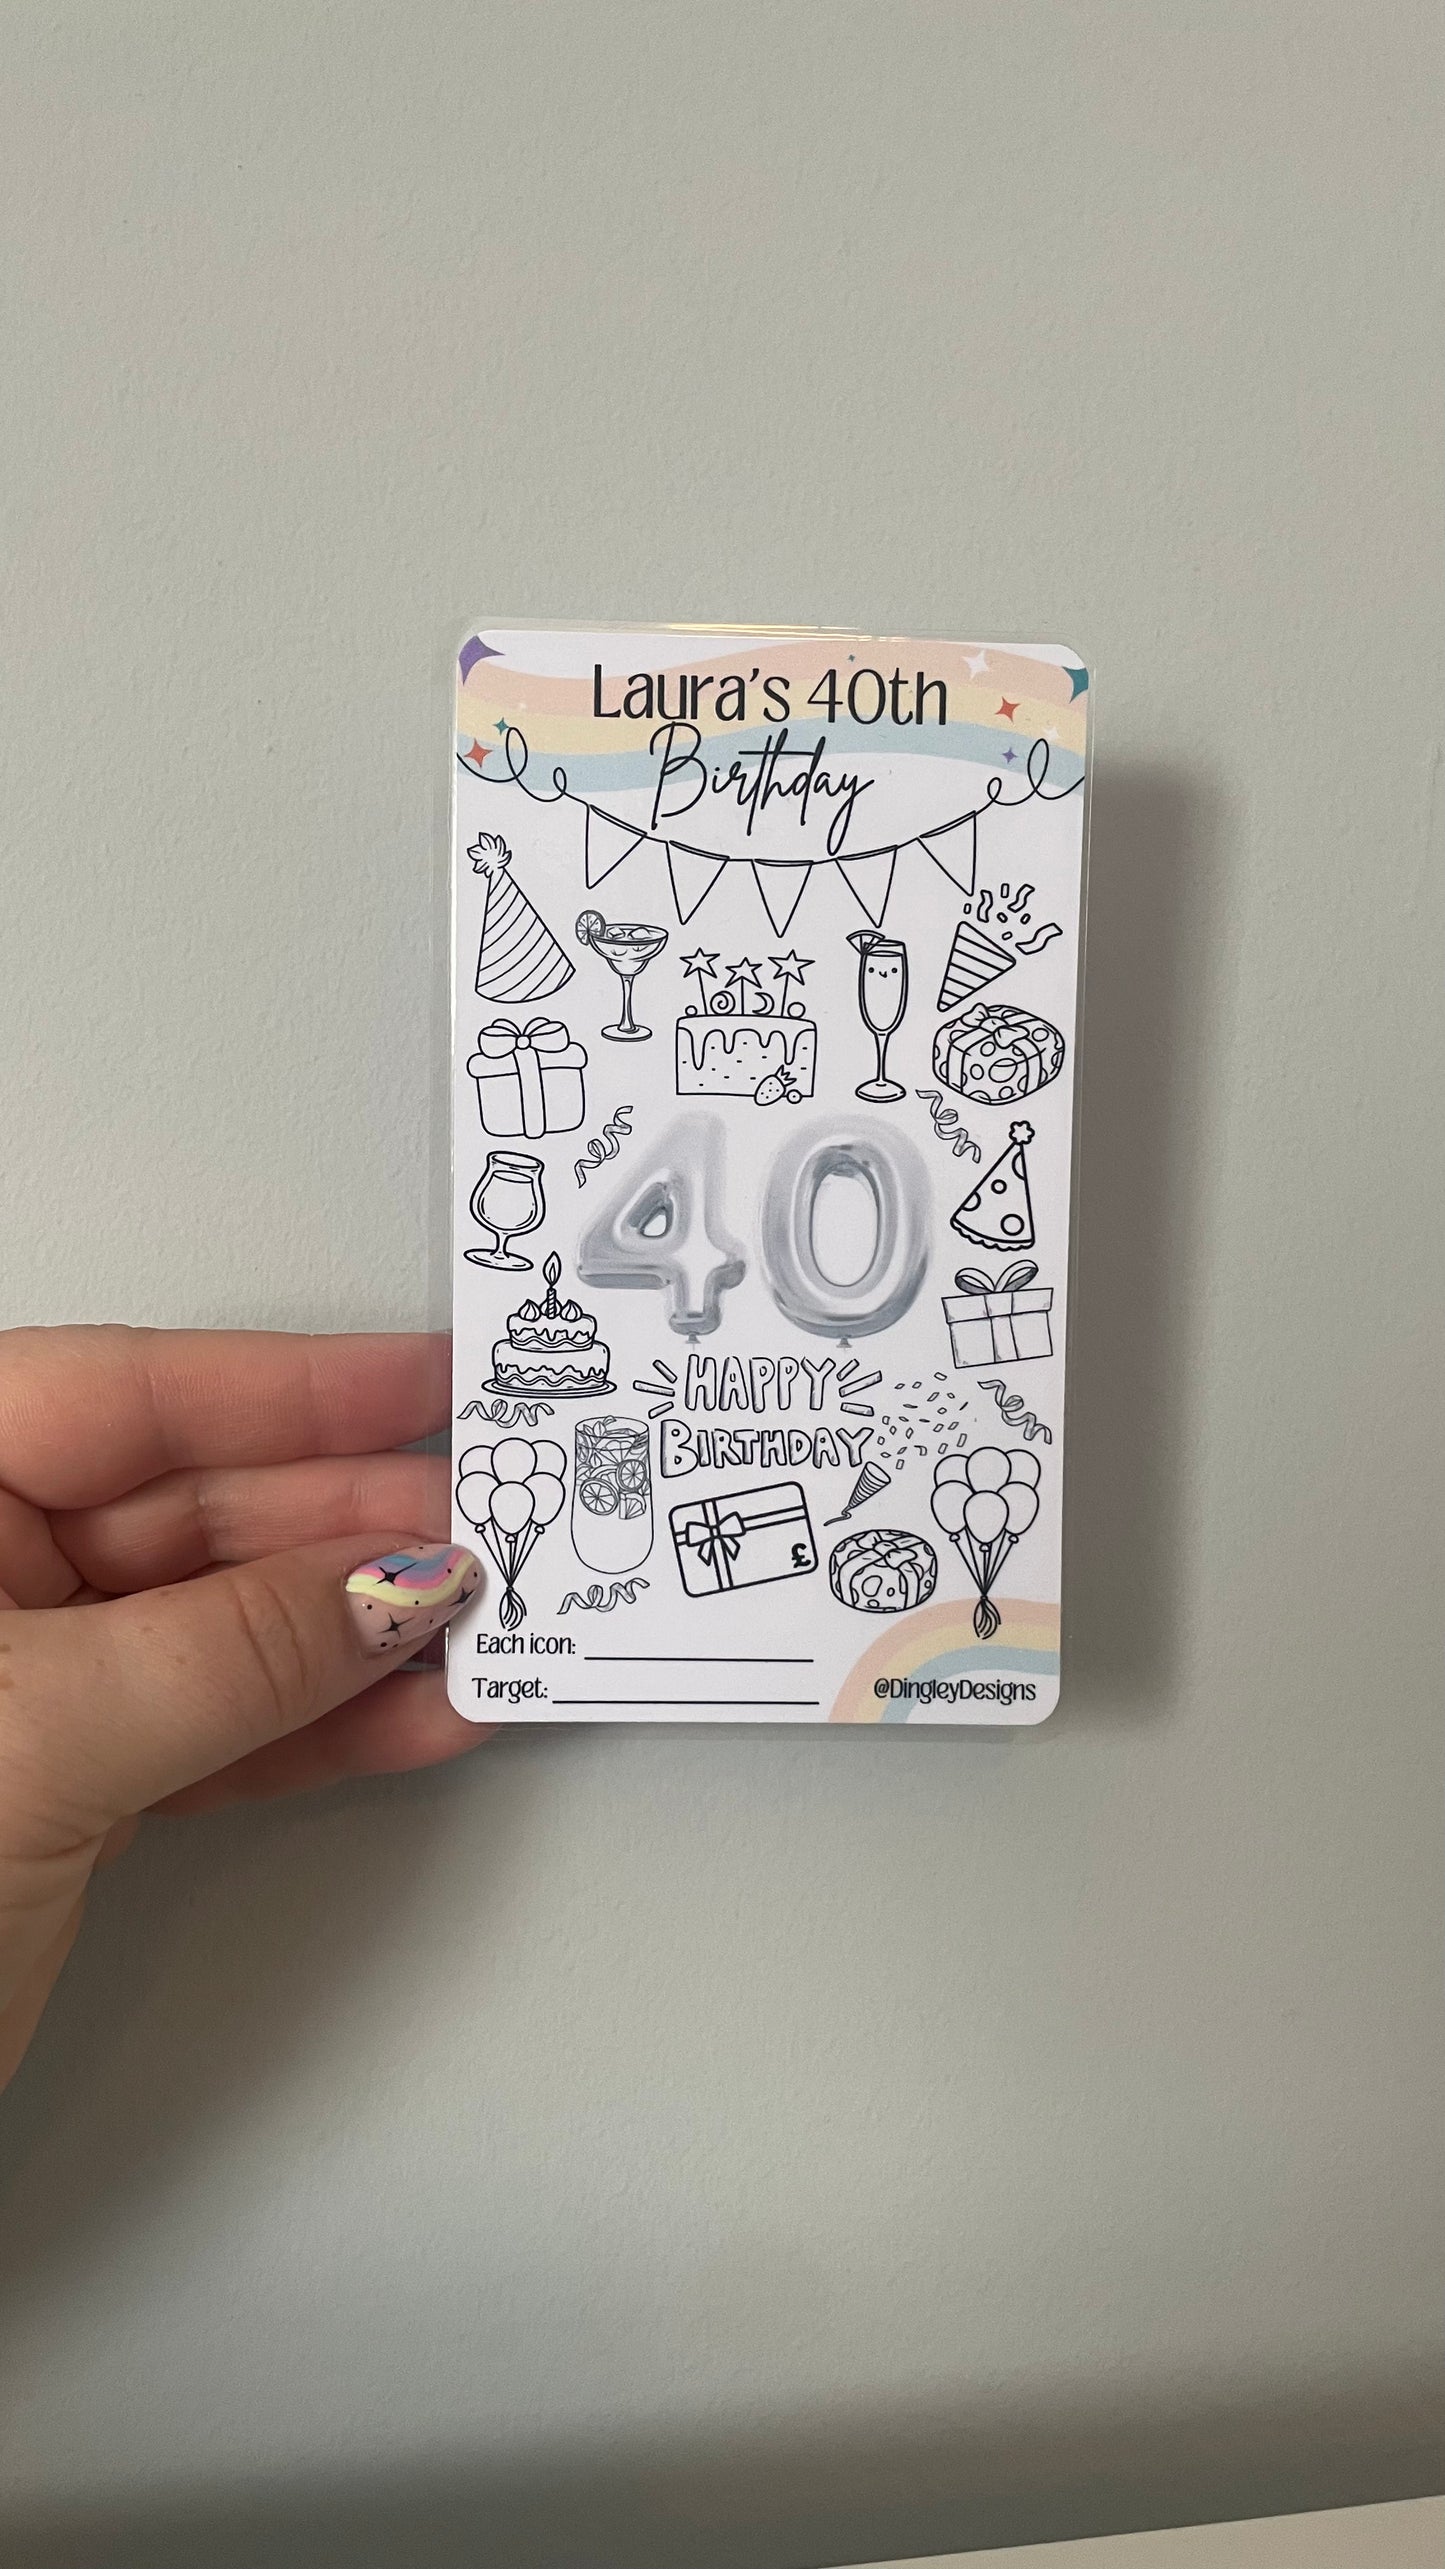 Laura's 40th
Birthday
40
HAPPY
BIRTHDAY
£
Each icon:
Target:
@DingleyDesigns